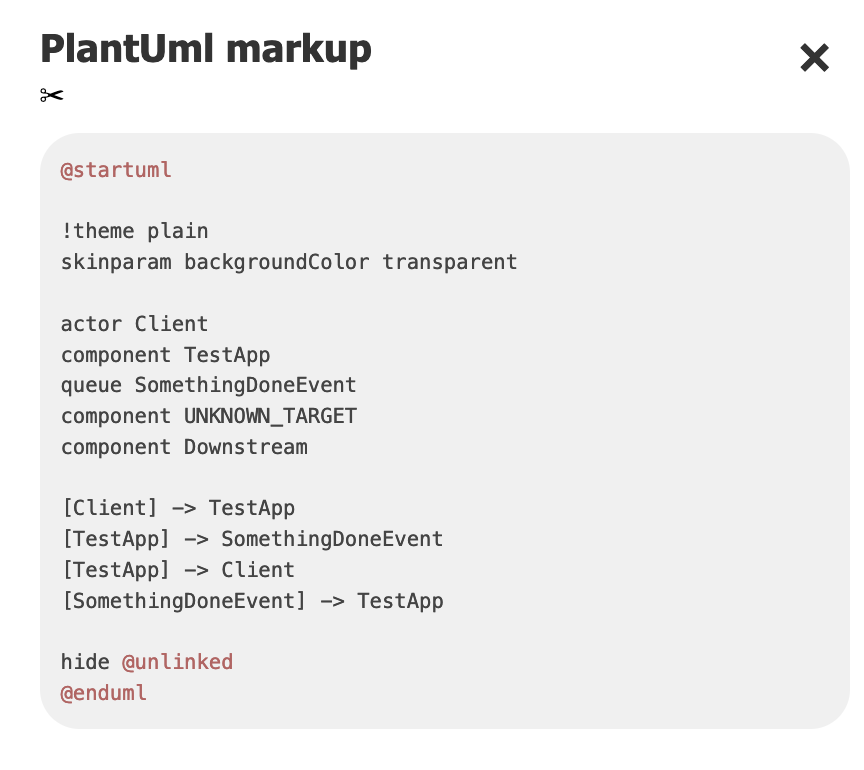 PlantUml markup
@startuml
!theme plain
skinparam backgroundColor transparent
actor Client
component TestApp
queue SomethingDoneEvent
component UNKNOWN_TARGET
component Downstream
[Client] -> TestApp
[TestApp] -> SomethingDoneEvent
[TestApp] -> Client
[SomethingDoneEvent] -> TestApp
hide @unlinked
@enduml